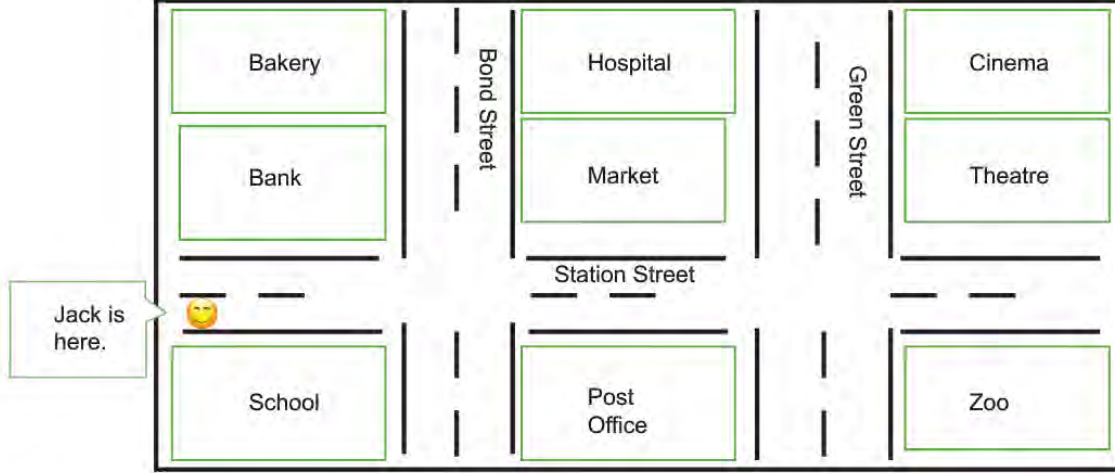 Bakery
Bond Street
Hospital
Green Street
Cinema
Bank
Market
Theatre
Station Street
Jack is
here.
School
Post
Office
Zoo